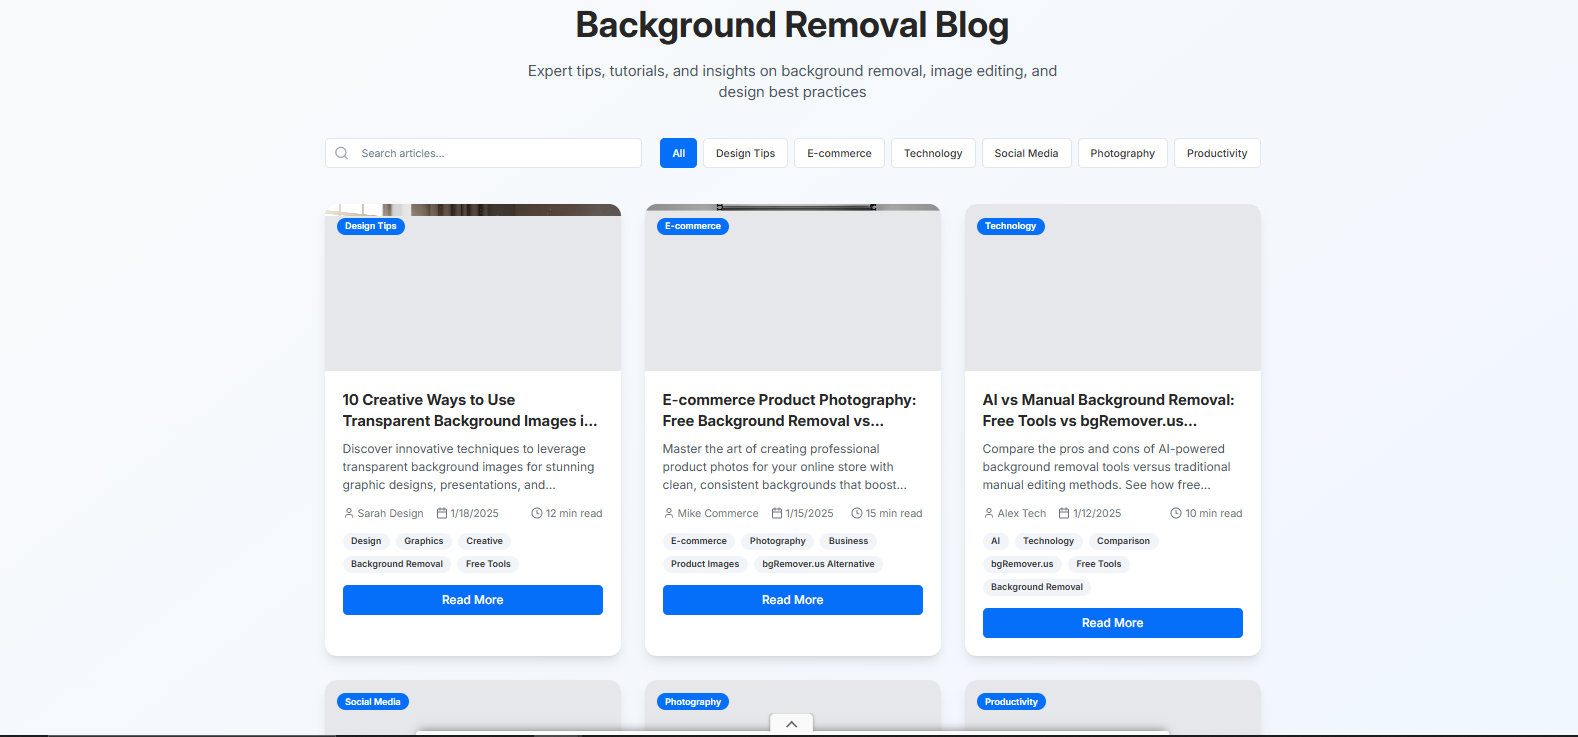 Background Removal Blog
Expert tips, tutorials, and insights on background removal, image editing, and
design best practices
Search articles...
All
Design Tips
E-commerce
Technology
Social Media
Photography
Productivity
Design Tips
10 Creative Ways to Use
Transparent Background Images i...
Discover innovative techniques to leverage
transparent background images for stunning
graphic designs, presentations, and...
Sarah Design 1/18/2025 12 min read
Design Graphics Creative
Background Removal Free Tools
Read More
E-commerce
E-commerce Product Photography:
Free Background Removal vs...
Master the art of creating professional
product photos for your online store with
clean, consistent backgrounds that boost...
Mike Commerce 1/15/2025 15 min read
E-commerce Photography Business
Product Images bgRemover.us Alternative
Read More
Technology
AI vs Manual Background Removal:
Free Tools vs bgRemover.us...
Compare the pros and cons of AI-powered
background removal tools versus traditional
manual editing methods. See how free...
Alex Tech 1/12/2025 10 min read
AI Technology Comparison
bgRemover.us Free Tools
Background Removal
Read More
Social Media
Photography
Productivity